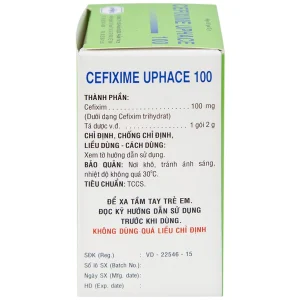 CEFIXIME UPHACE 100
THÀNH PHẦN:
Cefixim 100 mg
(Dưới dạng Cefixim trihydrat)
Tá dược v.đ. 1 gói 2 g
CHỈ ĐỊNH, CHỐNG CHỈ ĐỊNH,
LIỀU DÙNG - CÁCH DÙNG:
Xem tờ hướng dẫn sử dụng.
BẢO QUẢN: Nơi khô, tránh ánh sáng,
nhiệt độ không quá 30°C.
TIÊU CHUẨN: TCCS.
ĐỂ XA TẦM TAY TRẺ EM.
ĐỌC KỸ HƯỚNG DẪN SỬ DỤNG
TRƯỚC KHI DÙNG.
KHÔNG DÙNG QUÁ LIỀU CHỈ ĐỊNH
SĐK (Reg.) : VD - 22546 - 15
Số lô SX (Batch No.) :
Ngày SX (Mfg. date) :
HD (Exp. Date) :
100